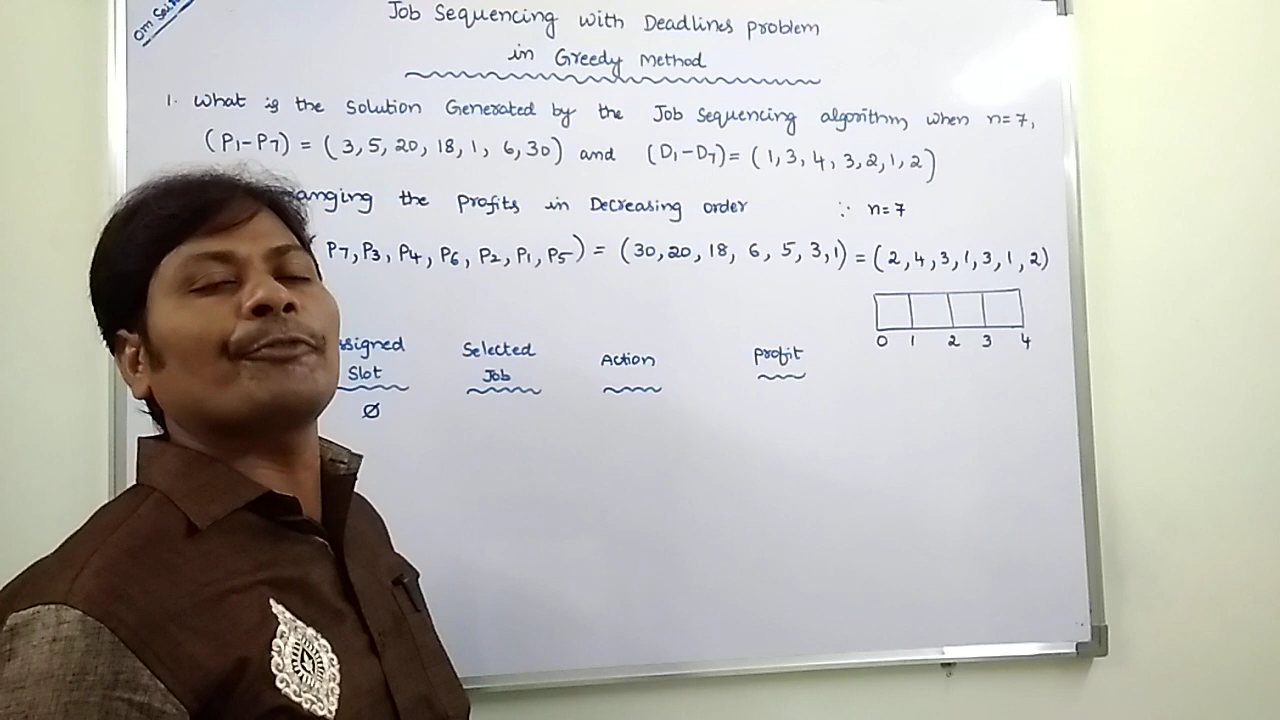 Om Sai
Job Sequencing with Deadlines problem
in Greedy Method
1. What is the Solution Generated by the Job Sequencing algorithm, when n=7,
(P1-P7) = (3, 5, 20, 18, 1, 6, 30) and (D1-D7) = (1, 3, 4, 3, 2, 1, 2)
anging the Profits in Decreasing order ∵ n=7
P7, P3, P4, P6, P2, P1, P5) = (30, 20, 18, 6, 5, 3, 1) = (2, 4, 3, 1, 3, 1, 2)
0 1 2 3 4
ssigned Selected Action Profit
Slot Job
Ø